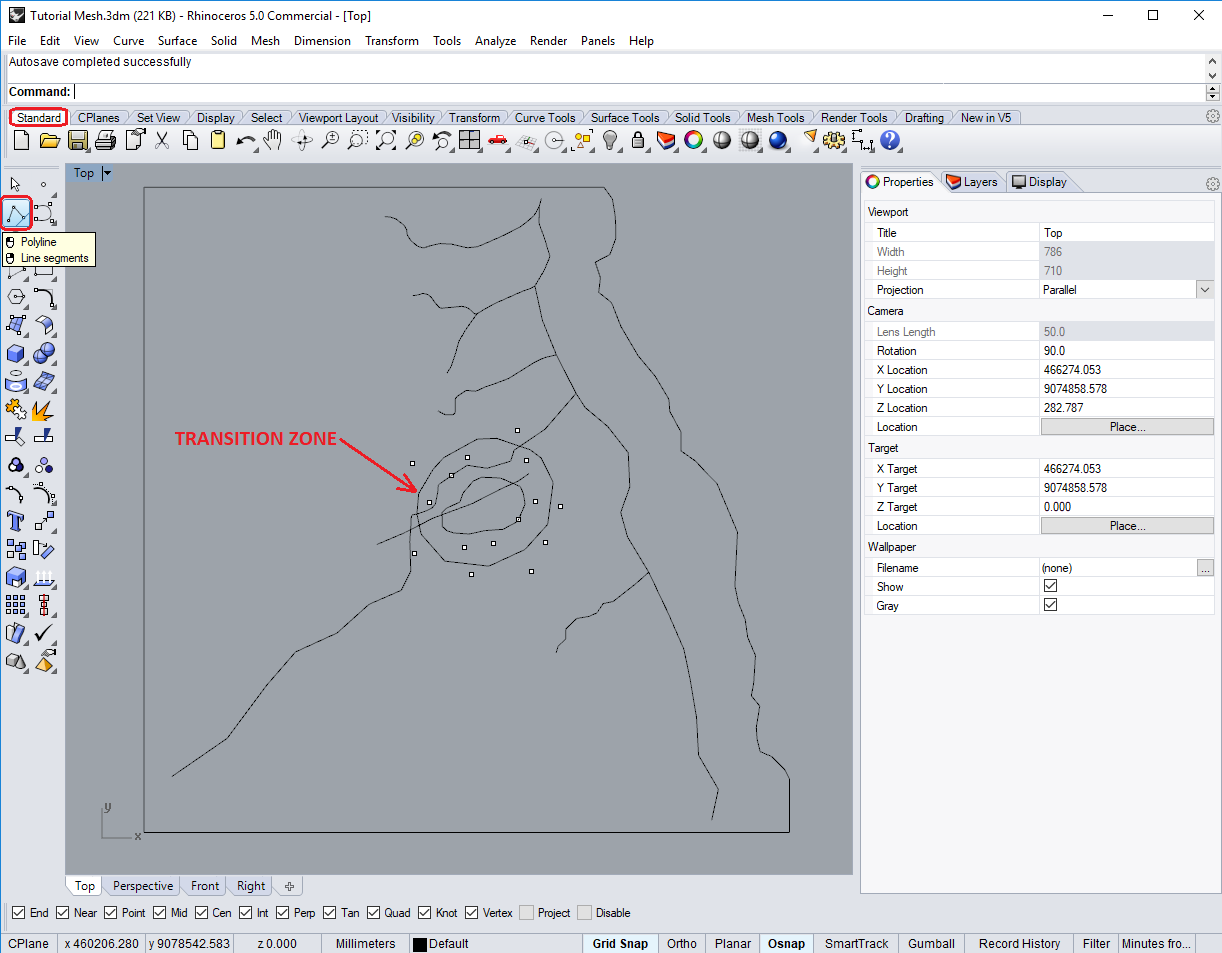 Tutorial Mesh.3dm (221 KB) - Rhinoceros 5.0 Commercial - [Top]
File Edit View Curve Surface Solid Mesh Dimension Transform Tools Analyze Render Panels Help
Autosave completed successfully
Command:
Standard CPlanes Set View Display Select Viewport Layout Visibility Transform Curve Tools Surface Tools Solid Tools Mesh Tools Render Tools Drafting New in V5
Top
Polyline
Line segments
TRANSITION ZONE
y
x
Properties Layers Display
Viewport
Title Top
Width 786
Height 710
Projection Parallel
Camera
Lens Length 50.0
Rotation 90.0
X Location 466274.053
Y Location 9074858.578
Z Location 282.787
Location Place...
Target
X Target 466274.053
Y Target 9074858.578
Z Target 0.000
Location Place...
Wallpaper
Filename (none) ...
Show
Gray
Top Perspective Front Right
End Near Point Mid Cen Int Perp Tan Quad Knot Vertex Project Disable
CPlane x 460206.280 y 9078542.583 z 0.000 Millimeters Default Grid Snap Ortho Planar Osnap SmartTrack Gumball Record History Filter Minutes fro...